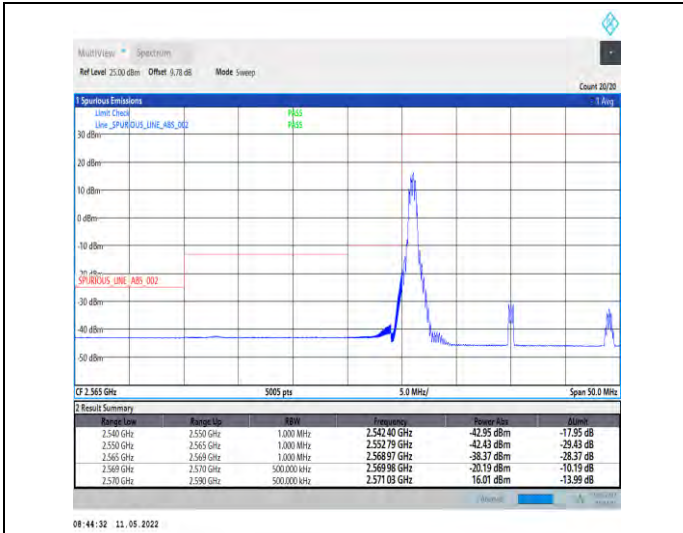 MultiView Spectrum
Ref Level 25.00 dBm Offset 9.78 dB Mode Sweep
Count 20/20
1 Spurious Emissions 1 Avg
Limit Check PASS
Line _SPURIOUS_LINE_ABS_002 PASS
30 dBm
20 dBm
10 dBm
0 dBm
-10 dBm
-20 dBm
SPURIOUS_LINE_ABS_002
-30 dBm
-40 dBm
-50 dBm
CF 2.565 GHz 5005 pts 5.0 MHz/ Span 50.0 MHz
2 Result Summary
Range Low Range Up RBW Frequency Power Abs ΔLimit
2.540 GHz 2.550 GHz 1.000 MHz 2.542 40 GHz -42.95 dBm -17.95 dB
2.550 GHz 2.565 GHz 1.000 MHz 2.552 79 GHz -42.43 dBm -29.43 dB
2.565 GHz 2.569 GHz 1.000 MHz 2.568 97 GHz -38.37 dBm -28.37 dB
2.569 GHz 2.570 GHz 500.000 kHz 2.569 98 GHz -20.19 dBm -10.19 dB
2.570 GHz 2.590 GHz 500.000 kHz 2.571 03 GHz 16.01 dBm -13.99 dB
08:44:32 11.05.2022